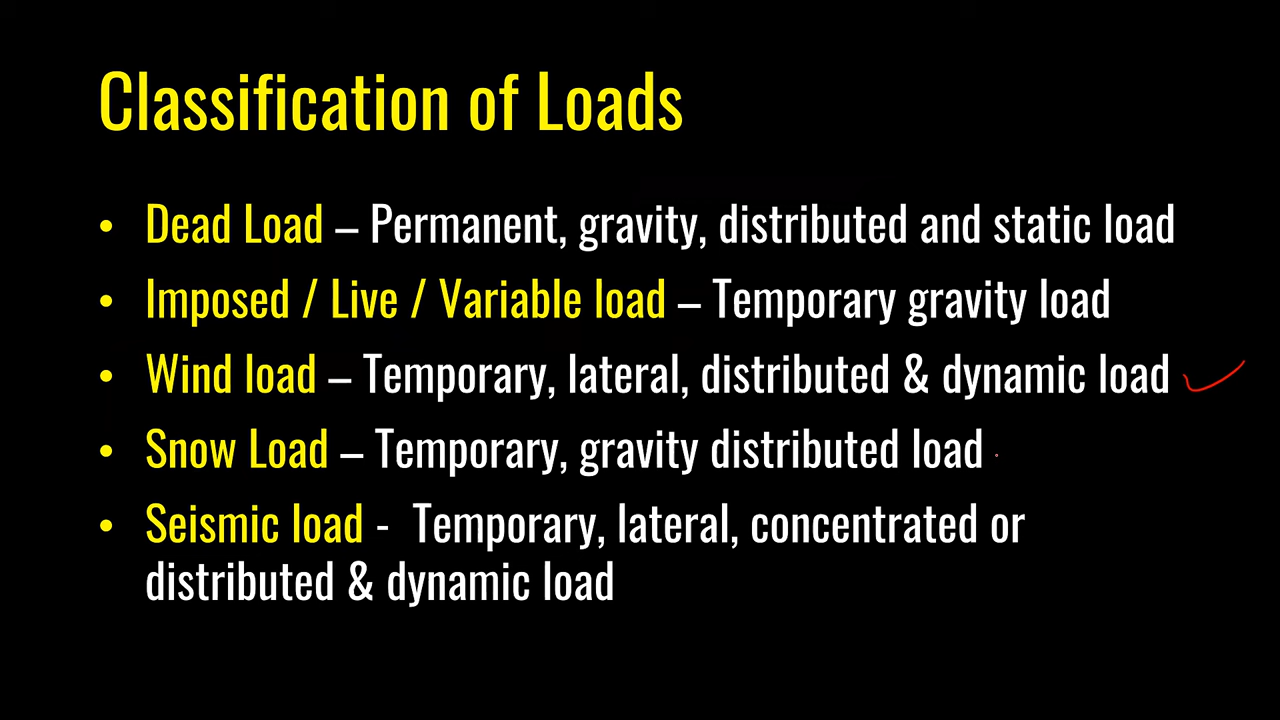 Classification of Loads
• Dead Load – Permanent, gravity, distributed and static load
• Imposed / Live / Variable load – Temporary gravity load
• Wind load – Temporary, lateral, distributed & dynamic load
• Snow Load – Temporary, gravity distributed load
• Seismic load - Temporary, lateral, concentrated or
distributed & dynamic load